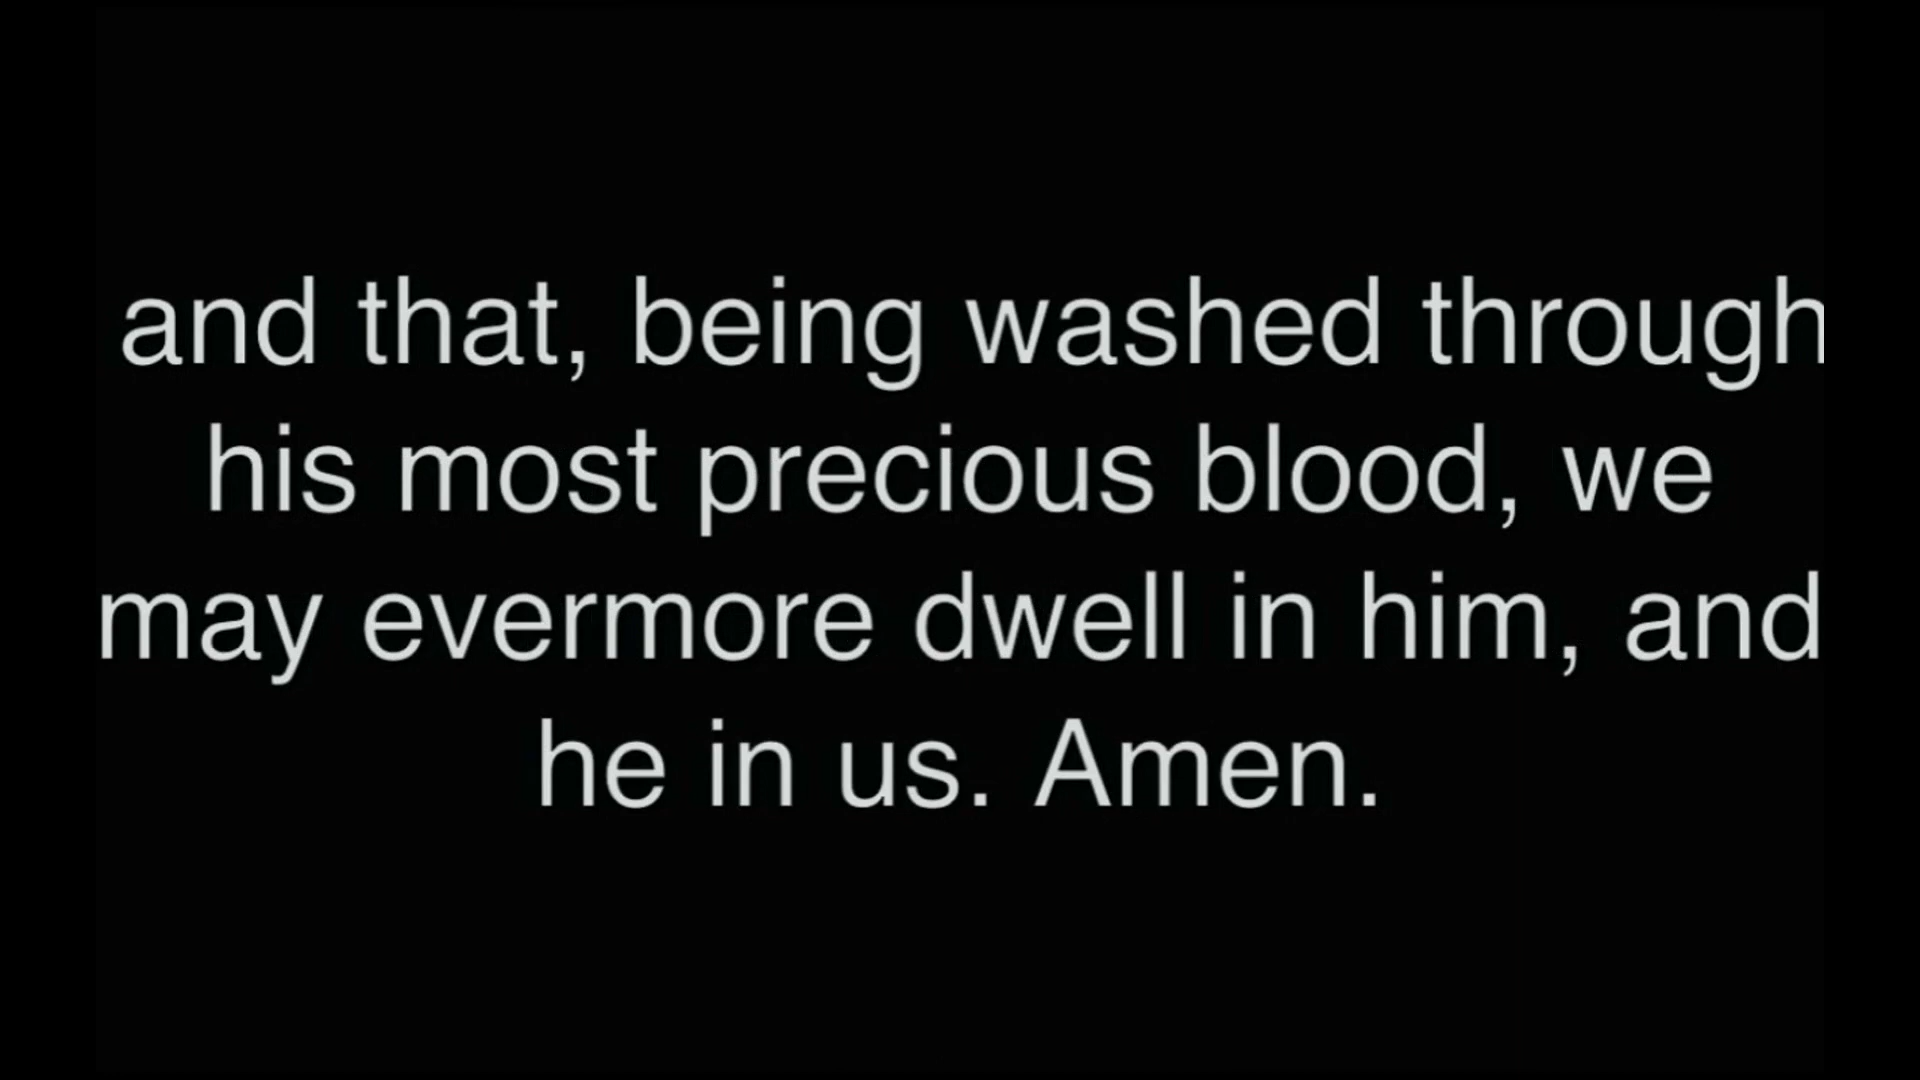 and that, being washed through
his most precious blood, we
may evermore dwell in him, and
he in us. Amen.